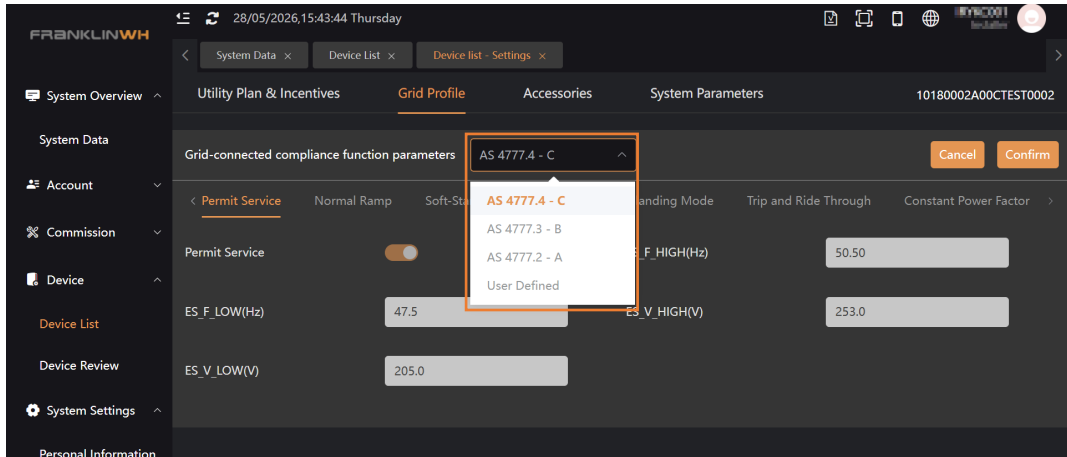 FRANKLINWH
28/05/2026,15:43:44 Thursday
System Data ×
Device List ×
Device list - Settings ×
Utility Plan & Incentives
Grid Profile
Accessories
System Parameters
10180002A00CTEST0002
System Overview
System Data
Account
Commission
Device
Device List
Device Review
System Settings
Personal Information
Grid-connected compliance function parameters
AS 4777.4 - C
Cancel
Confirm
AS 4777.4 - C
AS 4777.3 - B
AS 4777.2 - A
User Defined
Permit Service
Normal Ramp
Soft-Sta
anding Mode
Trip and Ride Through
Constant Power Factor
Permit Service
_F_HIGH(Hz)
50.50
ES_F_LOW(Hz)
47.5
ES_V_HIGH(V)
253.0
ES_V_LOW(V)
205.0